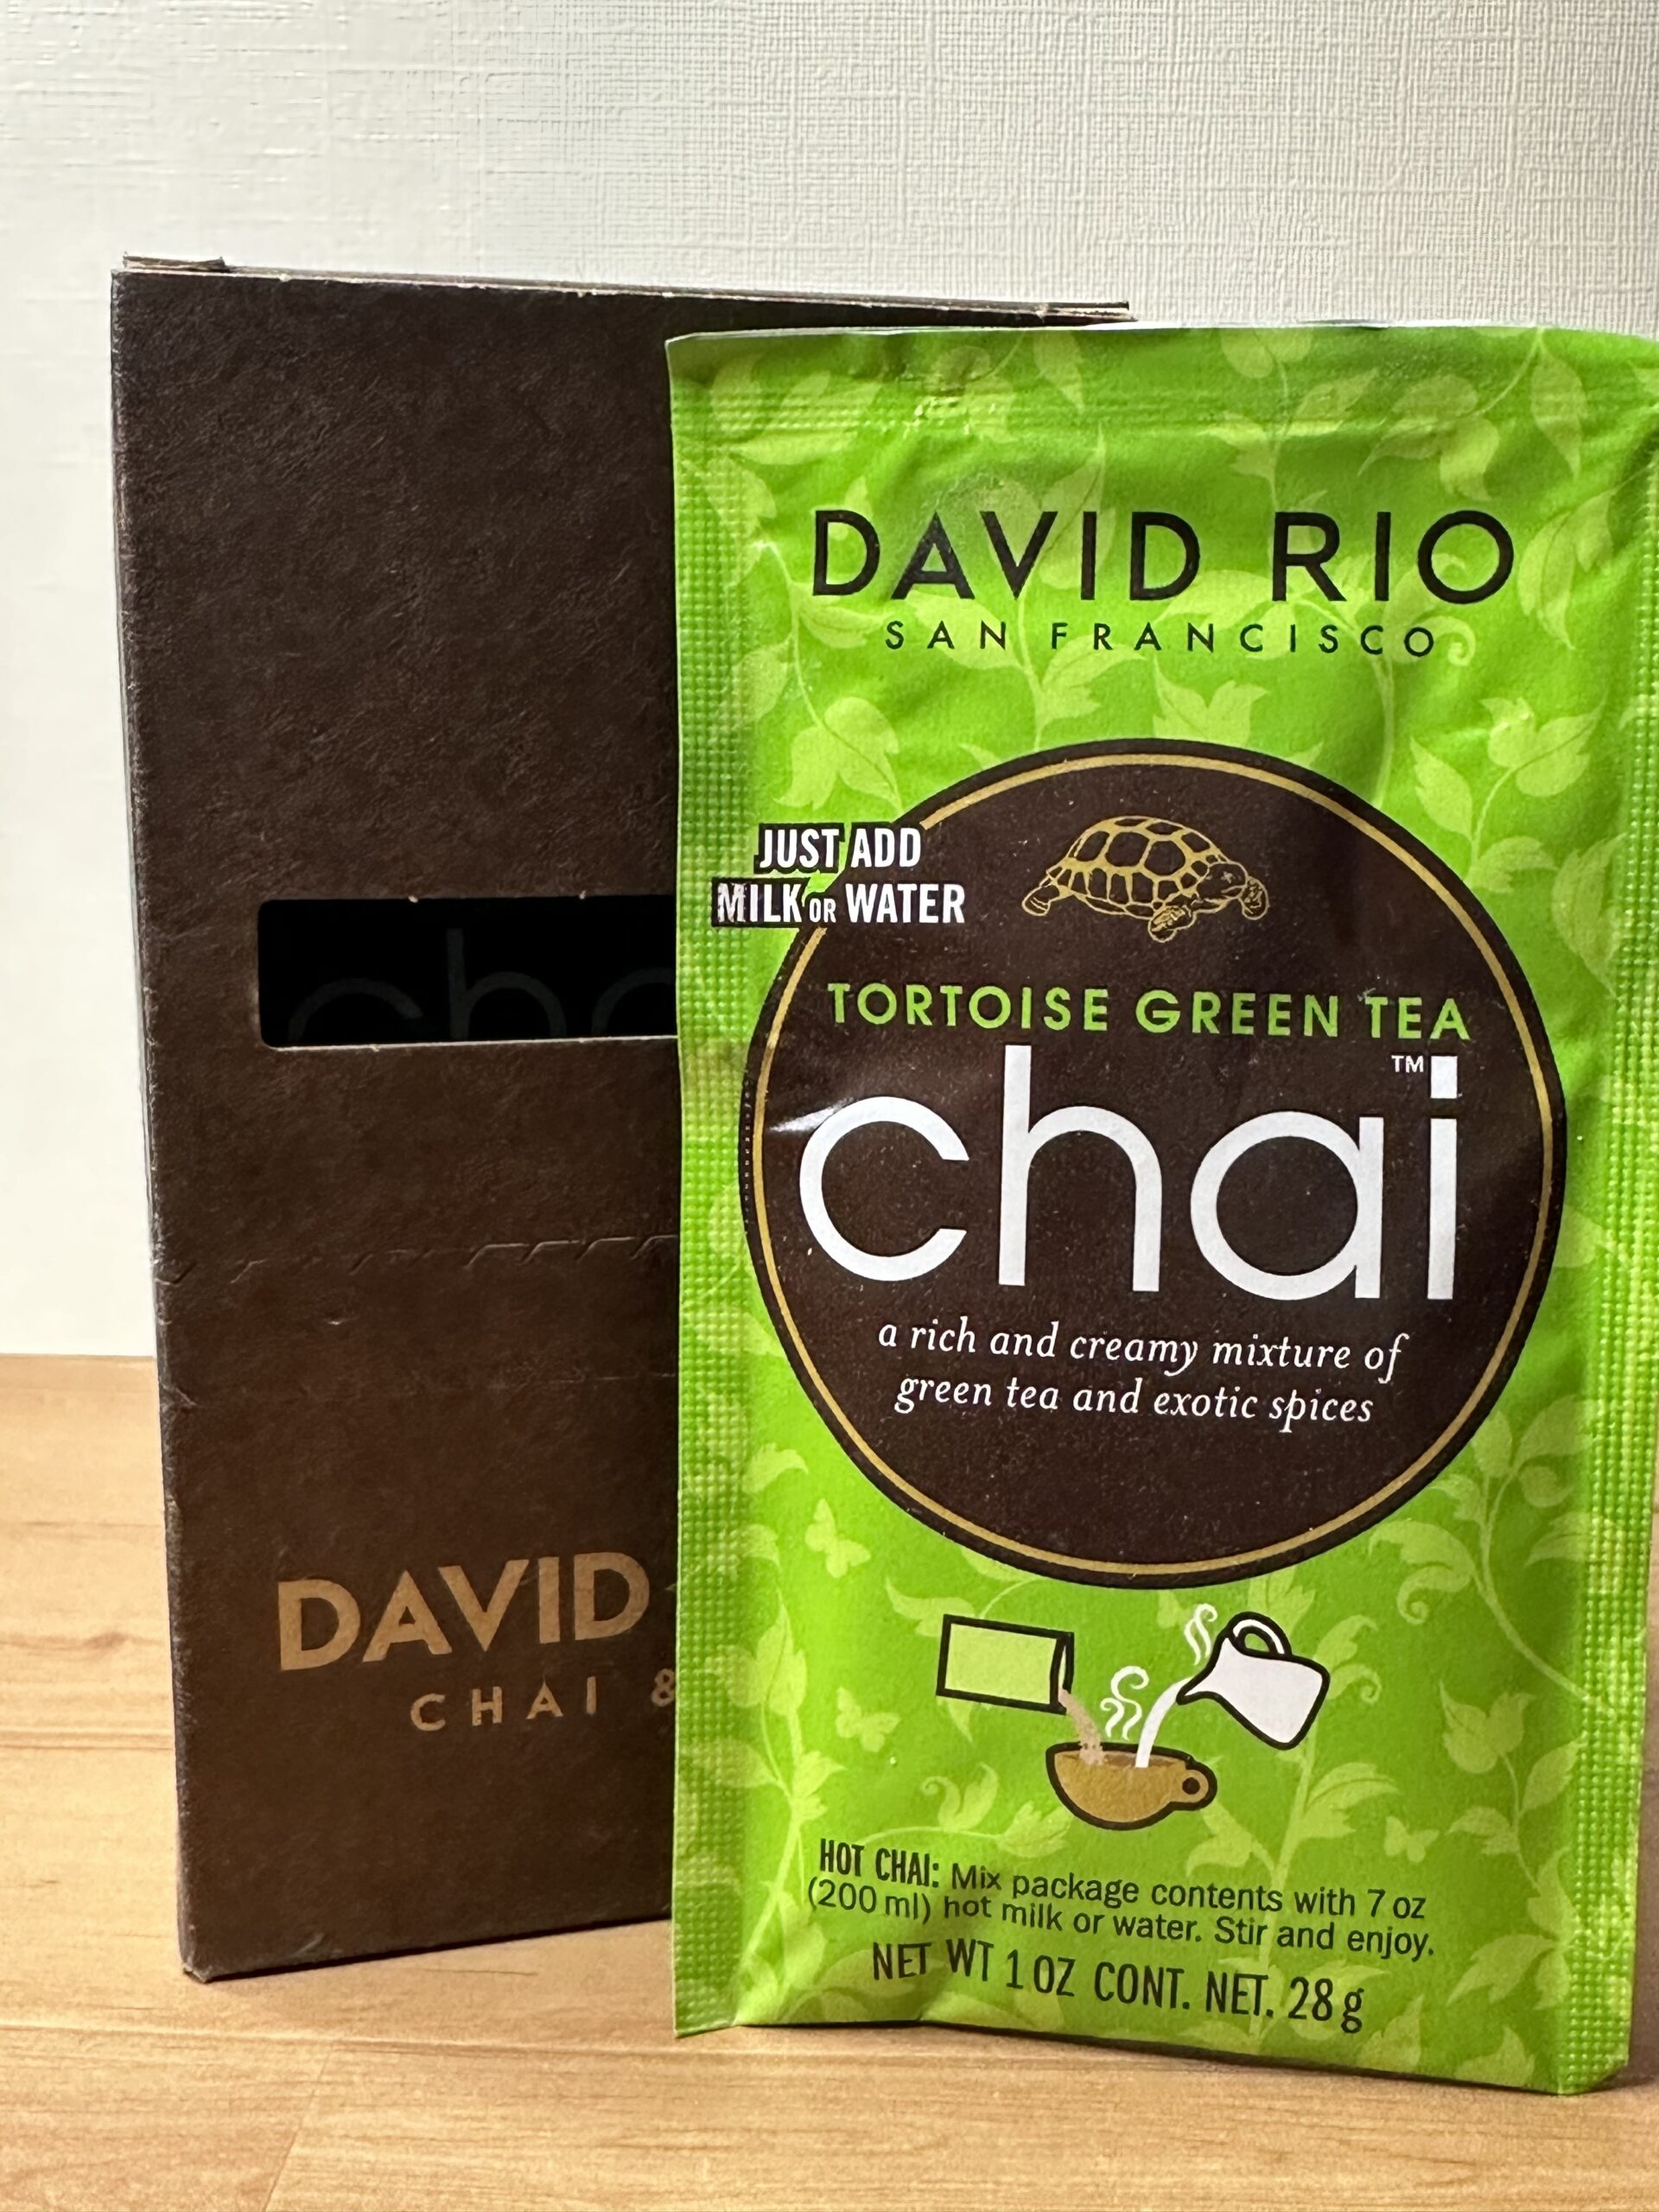 DAVID RIO
SAN FRANCISCO
JUST ADD
MILK OR WATER
TORTOISE GREEN TEA
chai™
a rich and creamy mixture of
green tea and exotic spices
HOT CHAI: Mix package contents with 7 oz
(200 ml) hot milk or water. Stir and enjoy.
NET WT 1 OZ CONT. NET. 28 g
cha
DAVID
CHAI &